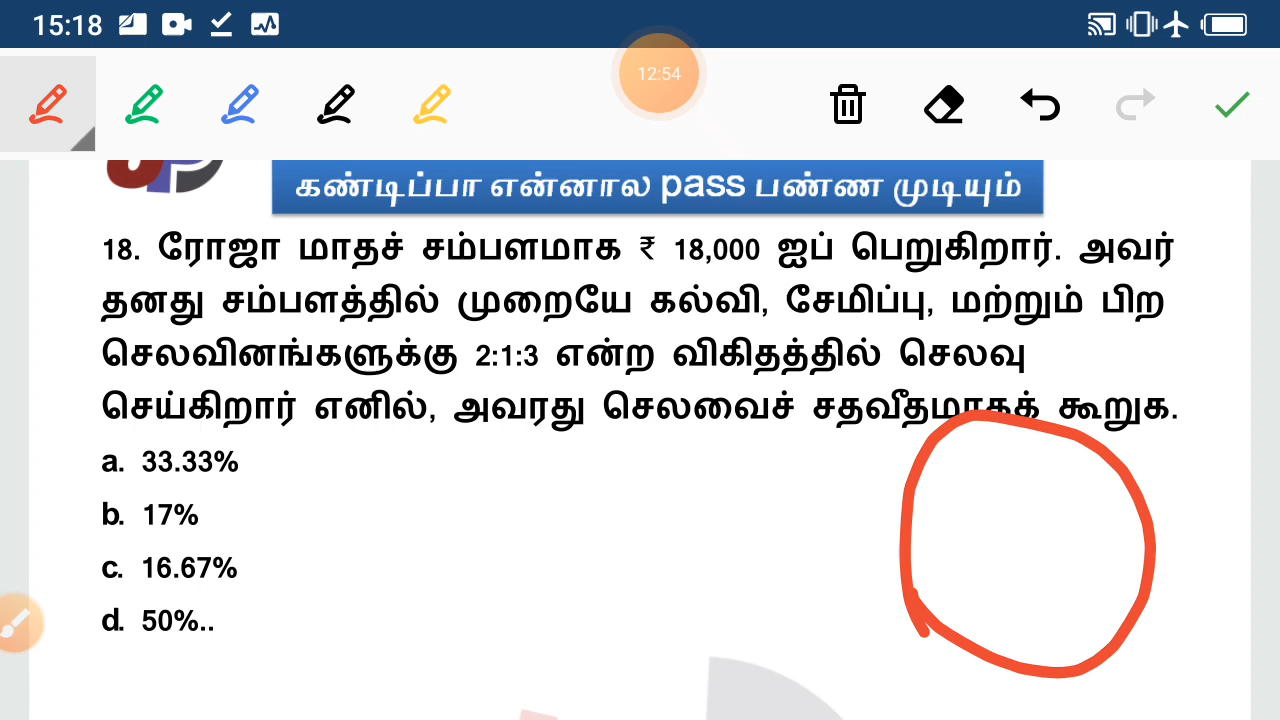 15:18
12:54
கண்டிப்பா என்னால pass பண்ண முடியும்
18. ரோஜா மாதச் சம்பளமாக ₹ 18,000 ஐப் பெறுகிறார். அவர்
தனது சம்பளத்தில் முறையே கல்வி, சேமிப்பு, மற்றும் பிற
செலவினங்களுக்கு 2:1:3 என்ற விகிதத்தில் செலவு
செய்கிறார் எனில், அவரது செலவைச் சதவீதமாகக் கூறுக.
a. 33.33%
b. 17%
c. 16.67%
d. 50%..